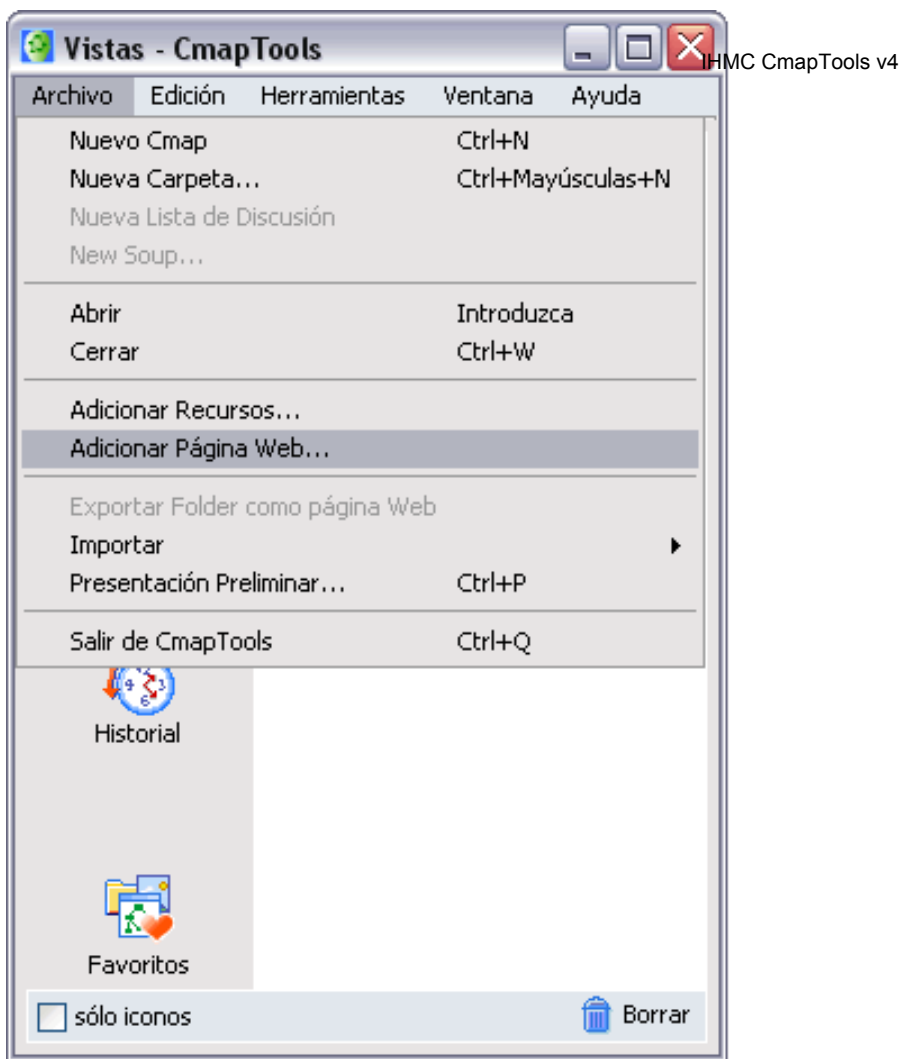 Vistas - CmapTools
IHMC CmapTools v4
Archivo Edición Herramientas Ventana Ayuda
Nuevo Cmap Ctrl+N
Nueva Carpeta... Ctrl+Mayúsculas+N
Nueva Lista de Discusión
New Soup...
Abrir Introduzca
Cerrar Ctrl+W
Adicionar Recursos...
Adicionar Página Web...
Exportar Folder como página Web
Importar
Presentación Preliminar... Ctrl+P
Salir de CmapTools Ctrl+Q
Historial
Favoritos
sólo iconos Borrar